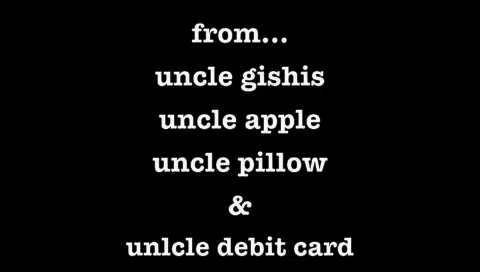 from...
uncle gishis
uncle apple
uncle pillow
&
unlcle debit card